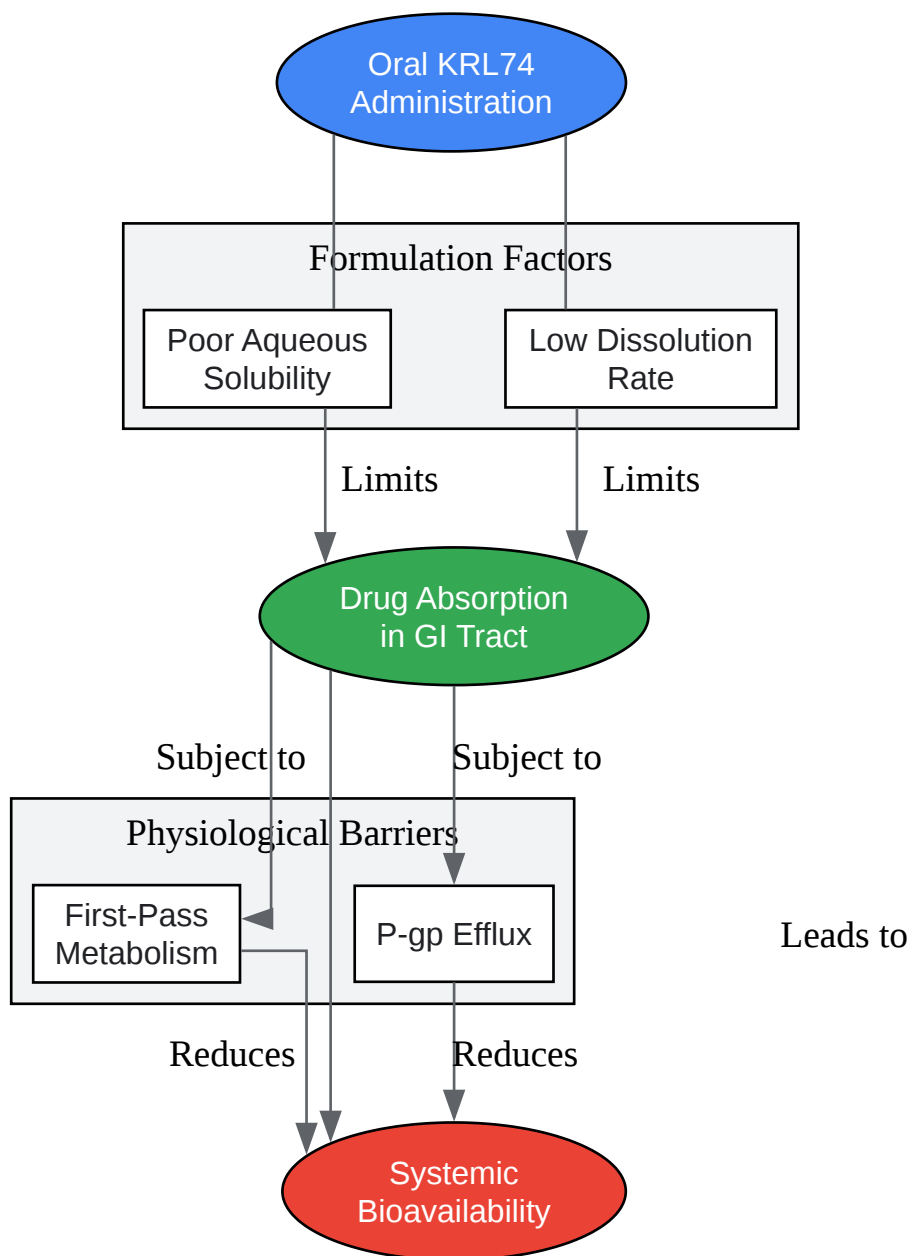 Oral KRL74
Administration
Formulation Factors
Poor Aqueous
Solubility
Low Dissolution
Rate
Limits
Limits
Drug Absorption
in GI Tract
Subject to
Subject to
Physiological Barriers
First-Pass
Metabolism
P-gp Efflux
Leads to
Reduces
Reduces
Systemic
Bioavailability